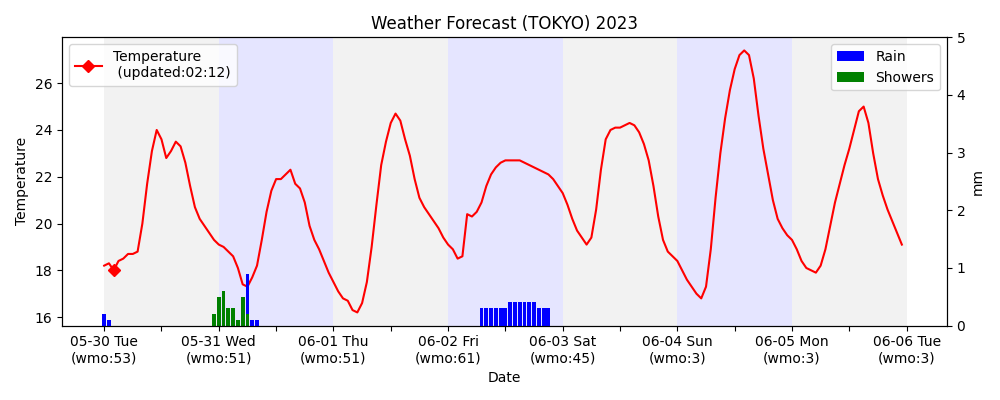 Weather Forecast (TOKYO) 2023
Temperature
(updated:02:12)
Rain
Showers
Temperature
26
24
22
20
18
16
5
4
3
2
1
0
mm
05-30 Tue
(wmo:53)
05-31 Wed
(wmo:51)
06-01 Thu
(wmo:51)
06-02 Fri
(wmo:61)
06-03 Sat
(wmo:45)
06-04 Sun
(wmo:3)
06-05 Mon
(wmo:3)
06-06 Tue
(wmo:3)
Date